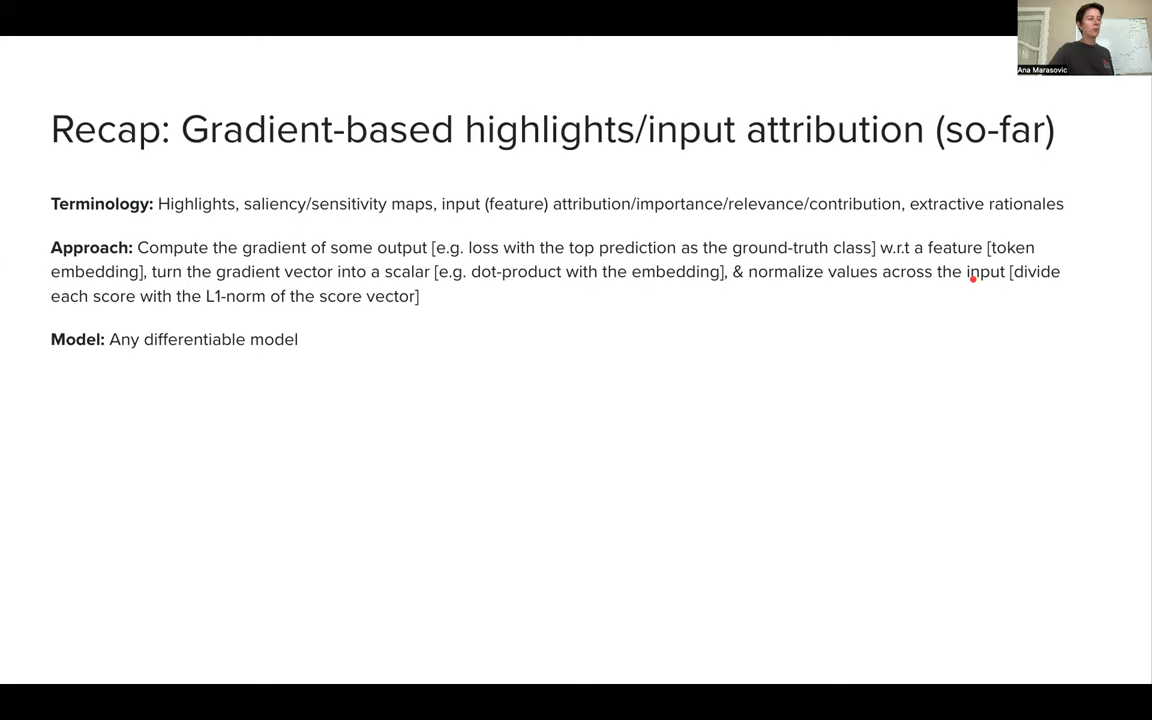 Ana Marasovic
Recap: Gradient-based highlights/input attribution (so-far)
Terminology: Highlights, saliency/sensitivity maps, input (feature) attribution/importance/relevance/contribution, extractive rationales
Approach: Compute the gradient of some output [e.g. loss with the top prediction as the ground-truth class] w.r.t a feature [token
embedding], turn the gradient vector into a scalar [e.g. dot-product with the embedding], & normalize values across the input [divide
each score with the L1-norm of the score vector]
Model: Any differentiable model